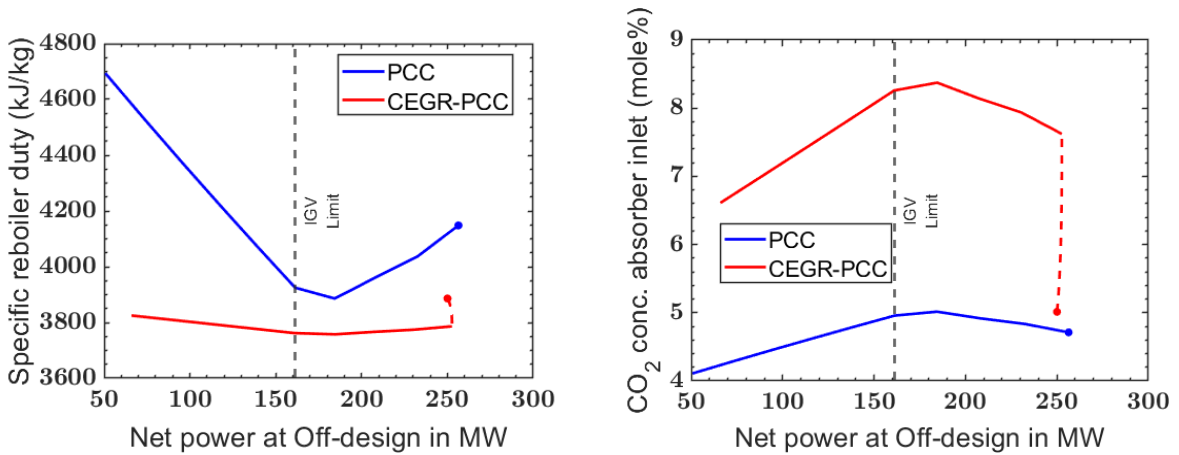 Specific reboiler duty (kJ/kg)
4800
4600
4400
4200
4000
3800
3600
PCC
CEGR-PCC
IGV
Limit
50 100 150 200 250 300
Net power at Off-design in MW
CO2 conc. absorber inlet (mole%)
9
8
7
6
5
4
IGV
Limit
PCC
CEGR-PCC
50 100 150 200 250 300
Net power at Off-design in MW